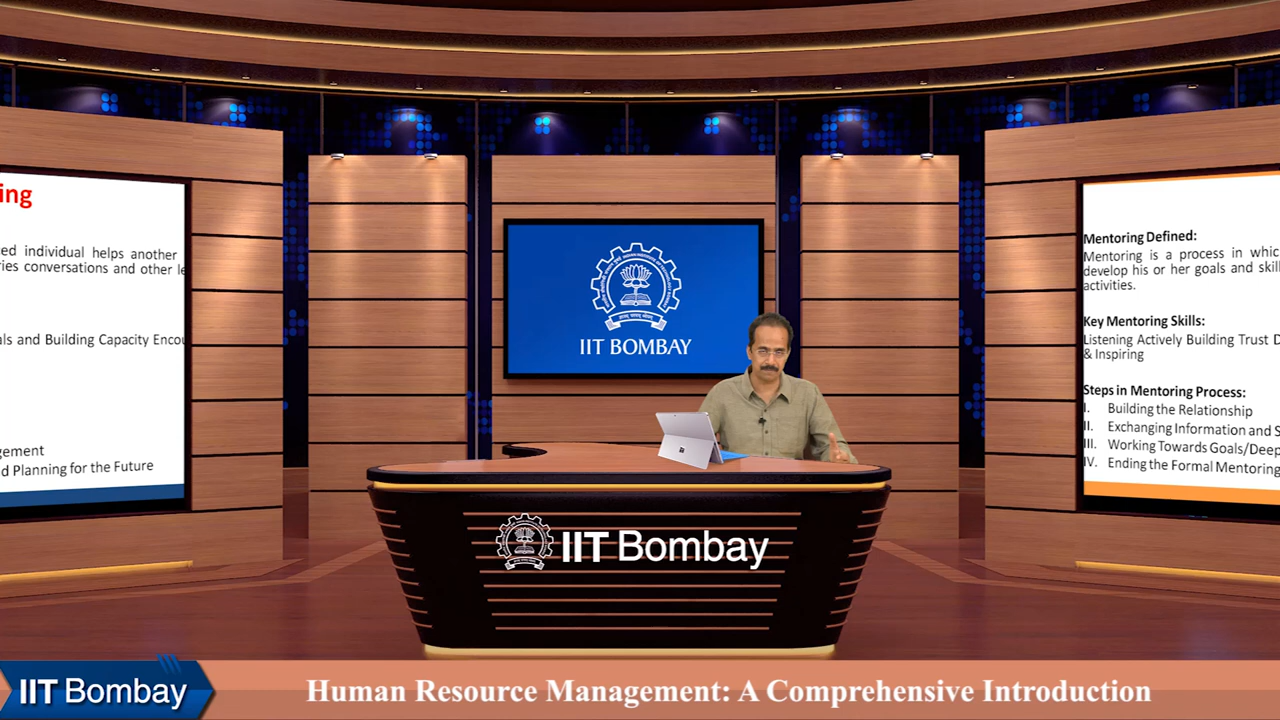 ing
ced individual helps another
ries conversations and other le
als and Building Capacity Encou
gement
d Planning for the Future
IIT BOMBAY
Mentoring Defined:
Mentoring is a process in whic
develop his or her goals and skill
activities.
Key Mentoring Skills:
Listening Actively Building Trust D
& Inspiring
Steps in Mentoring Process:
I. Building the Relationship
II. Exchanging Information and S
III. Working Towards Goals/Deep
IV. Ending the Formal Mentoring
IIT Bombay
IIT Bombay
Human Resource Management: A Comprehensive Introduction